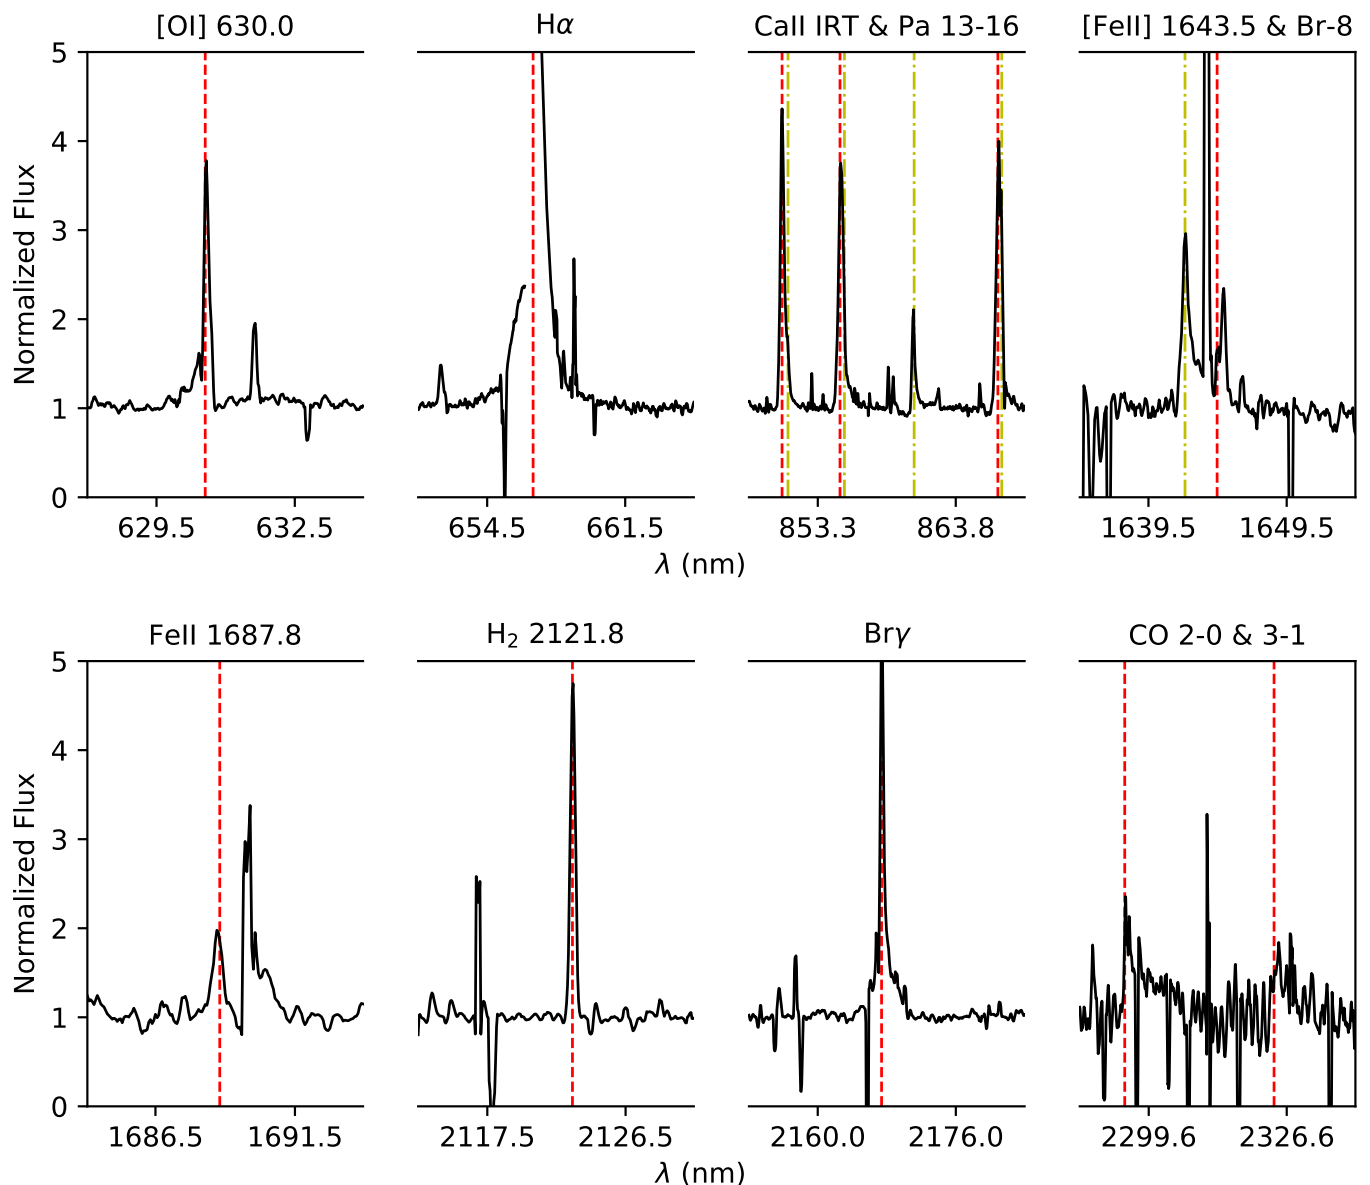 [OI] 630.0
Hα
CaII IRT & Pa 13-16
[FeII] 1643.5 & Br-8
Normalized Flux
5
4
3
2
1
0
629.5 632.5
654.5 661.5
853.3 863.8
1639.5 1649.5
λ (nm)
FeII 1687.8
H₂ 2121.8
Brγ
CO 2-0 & 3-1
Normalized Flux
5
4
3
2
1
0
1686.5 1691.5
2117.5 2126.5
2160.0 2176.0
2299.6 2326.6
λ (nm)